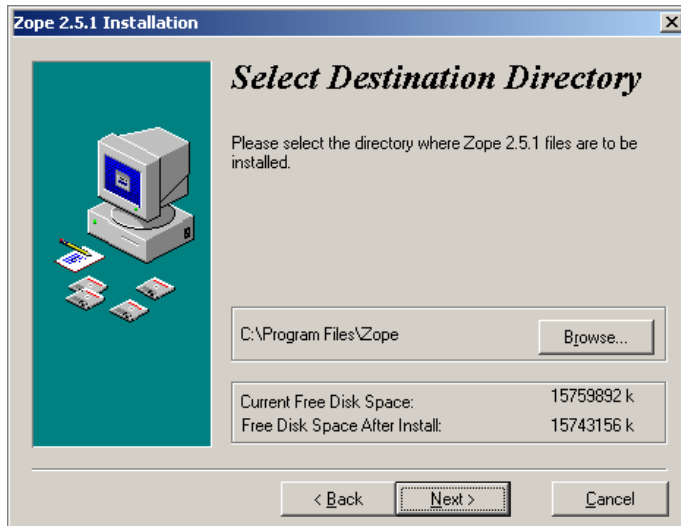 Zope 2.5.1 Installation
Select Destination Directory
Please select the directory where Zope 2.5.1 files are to be
installed.
C:\Program Files\Zope
Browse...
Current Free Disk Space: 15759892 k
Free Disk Space After Install: 15743156 k
< Back
Next >
Cancel